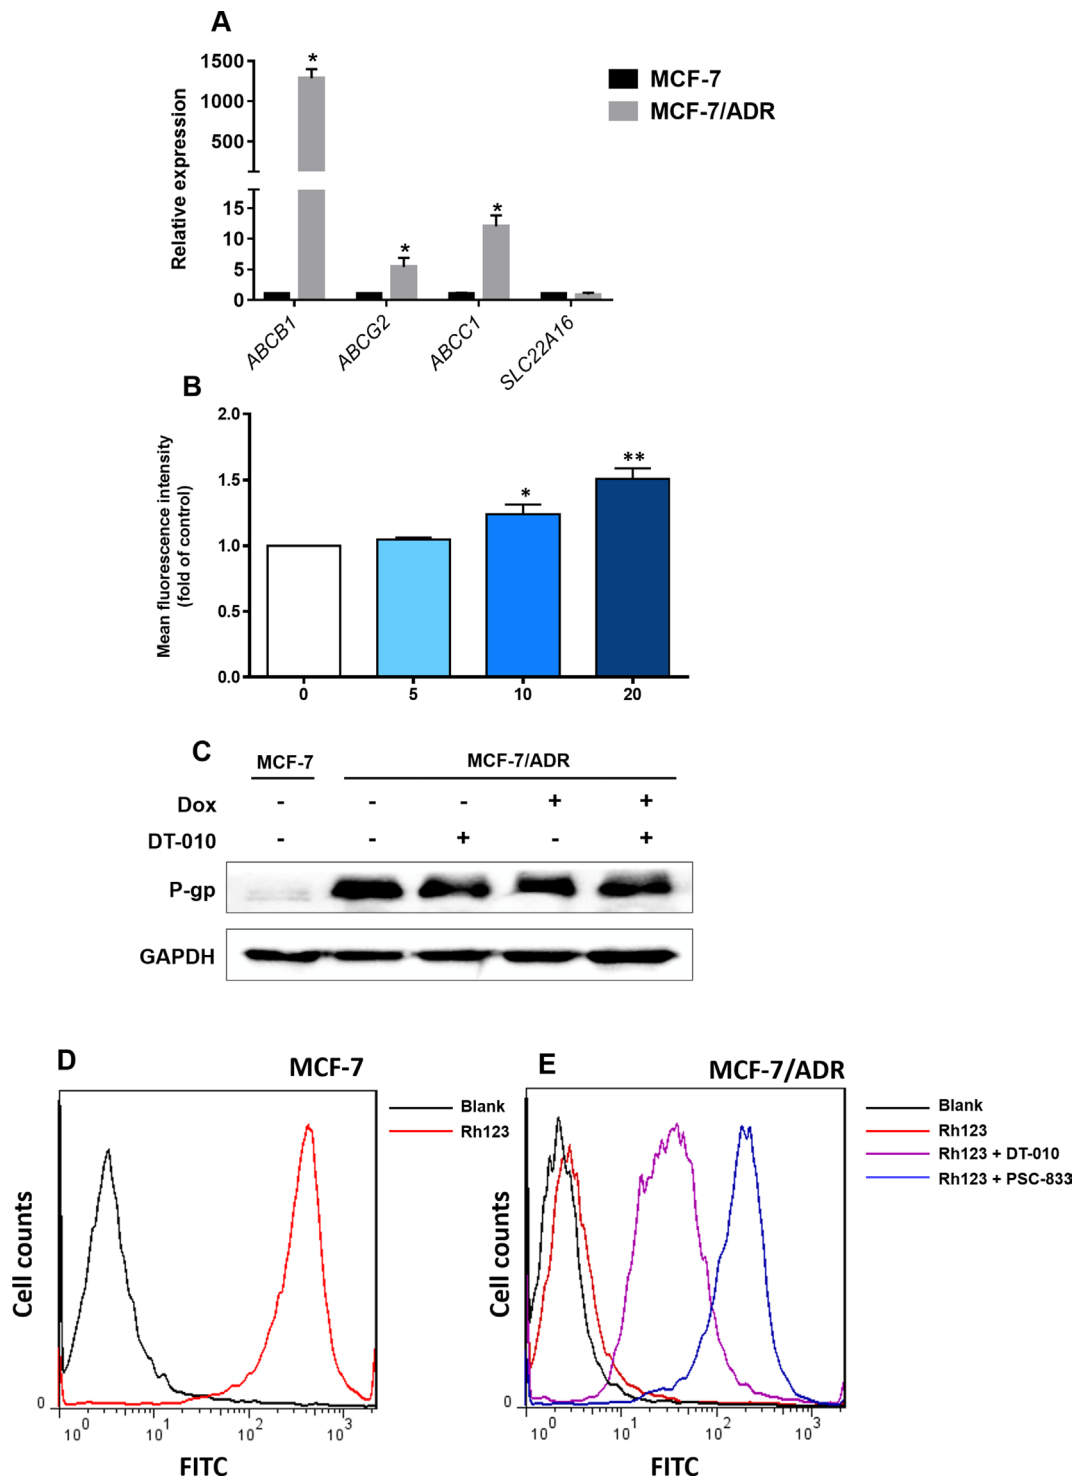 A
1500
1000
500
15
10
5
0
Relative expression
* * *
MCF-7
MCF-7/ADR
ABCB1 ABCG2 ABCC1 SLC22A16
B
2.0
1.5
1.0
0.5
0.0
Mean fluorescence intensity
(fold of control)
* **
0 5 10 20
C
MCF-7 MCF-7/ADR
Dox - - - + +
DT-010 - - + - +
P-gp
GAPDH
D
MCF-7
Blank
Rh123
Cell counts
0
10^0 10^1 10^2 10^3
FITC
E
MCF-7/ADR
Blank
Rh123
Rh123 + DT-010
Rh123 + PSC-833
Cell counts
0
10^0 10^1 10^2 10^3
FITC